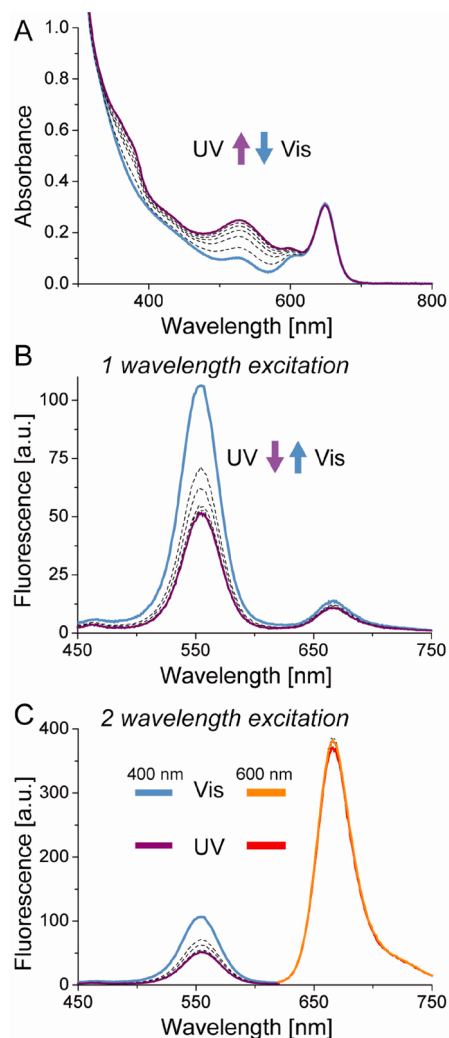 A
1.0
0.8
0.6
0.4
0.2
0.0
Absorbance
UV Vis
400 600 800
Wavelength [nm]
B
1 wavelength excitation
100
75
50
25
0
Fluorescence [a.u.]
UV Vis
450 550 650 750
Wavelength [nm]
C
2 wavelength excitation
400
300
200
100
0
Fluorescence [a.u.]
400 nm 600 nm
Vis
UV
450 550 650 750
Wavelength [nm]